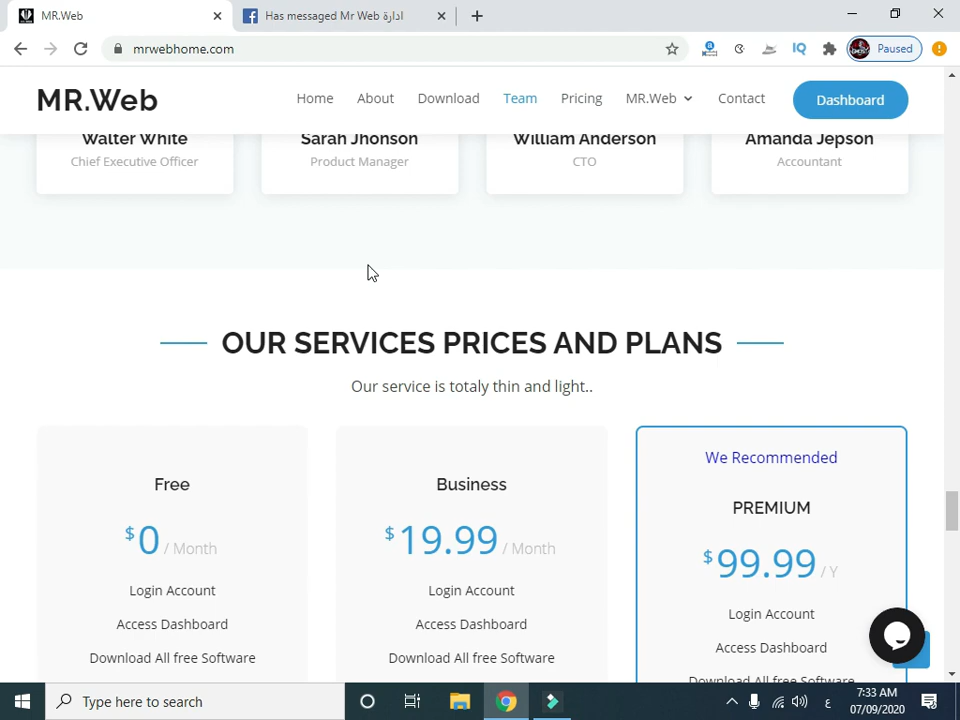 MR.Web
Has messaged Mr Web ادارة
mrwebhome.com
Paused
MR.Web
Home
About
Download
Team
Pricing
MR.Web
Contact
Dashboard
Walter White
Chief Executive Officer
Sarah Jhonson
Product Manager
William Anderson
CTO
Amanda Jepson
Accountant
OUR SERVICES PRICES AND PLANS
Our service is totaly thin and light..
Free
$0 / Month
Login Account
Access Dashboard
Download All free Software
Business
$19.99 / Month
Login Account
Access Dashboard
Download All free Software
We Recommended
PREMIUM
$99.99 / Y
Login Account
Access Dashboard
Download All free Software
Type here to search
ع
7:33 AM
07/09/2020